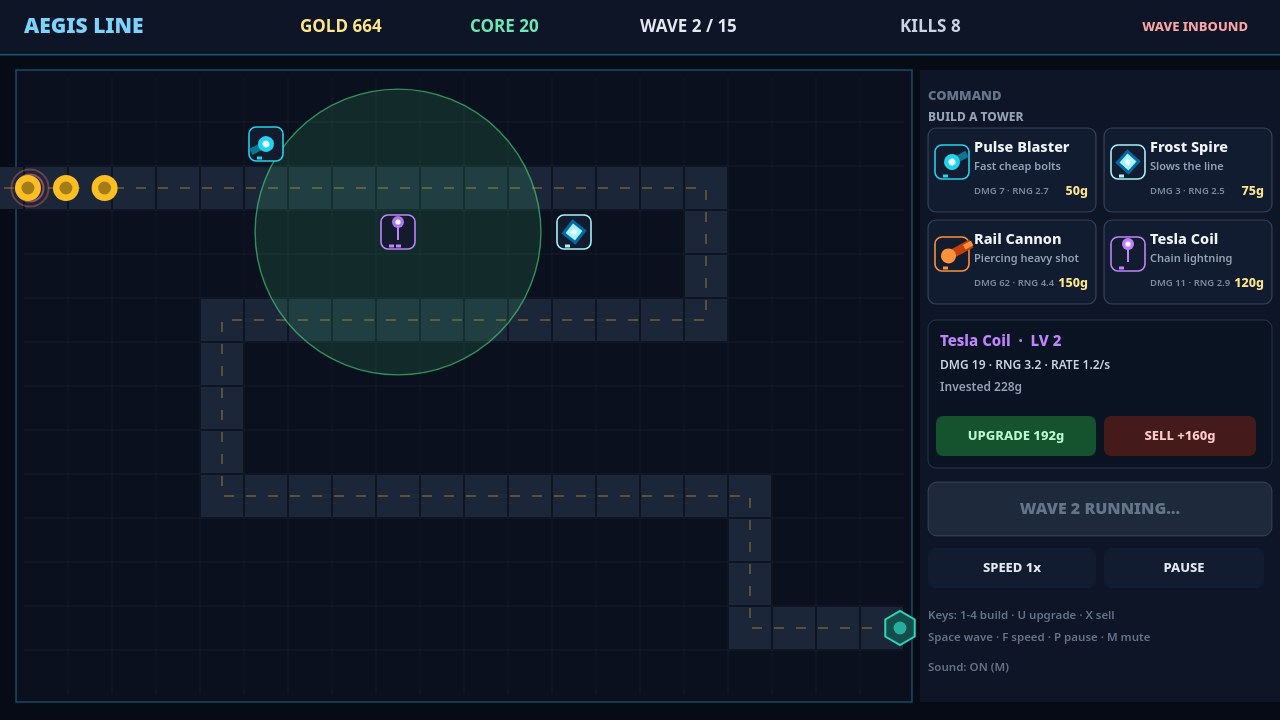 AEGIS LINE
GOLD 664
CORE 20
WAVE 2 / 15
KILLS 8
WAVE INBOUND
COMMAND
BUILD A TOWER
Pulse Blaster
Fast cheap bolts
DMG 7 · RNG 2.7
50g
Frost Spire
Slows the line
DMG 3 · RNG 2.5
75g
Rail Cannon
Piercing heavy shot
DMG 62 · RNG 4.4
150g
Tesla Coil
Chain lightning
DMG 11 · RNG 2.9
120g
Tesla Coil · LV 2
DMG 19 · RNG 3.2 · RATE 1.2/s
Invested 228g
UPGRADE 192g
SELL +160g
WAVE 2 RUNNING...
SPEED 1x
PAUSE
Keys: 1-4 build · U upgrade · X sell
Space wave · F speed · P pause · M mute
Sound: ON (M)